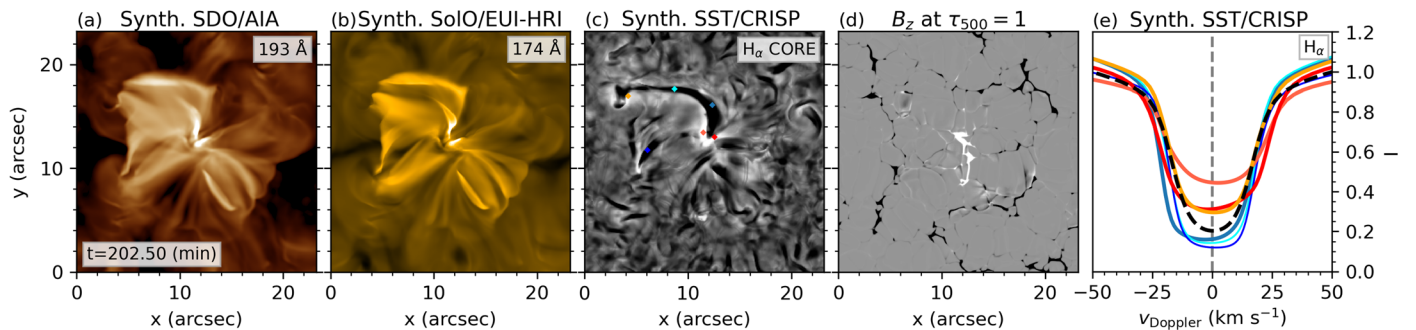 (a) Synth. SDO/AIA
(b) Synth. SolO/EUI-HRI
(c) Synth. SST/CRISP
(d) B_z at τ_500 = 1
(e) Synth. SST/CRISP
193 Å
174 Å
H_α CORE
H_α
t=202.50 (min)
y (arcsec)
20
10
0
0 10 20
x (arcsec)
0 10 20
x (arcsec)
0 10 20
x (arcsec)
0 10 20
x (arcsec)
−50 −25 0 25 50
v_Doppler (km s⁻¹)
1.2
1.0
0.8
0.6
0.4
0.2
0.0
I